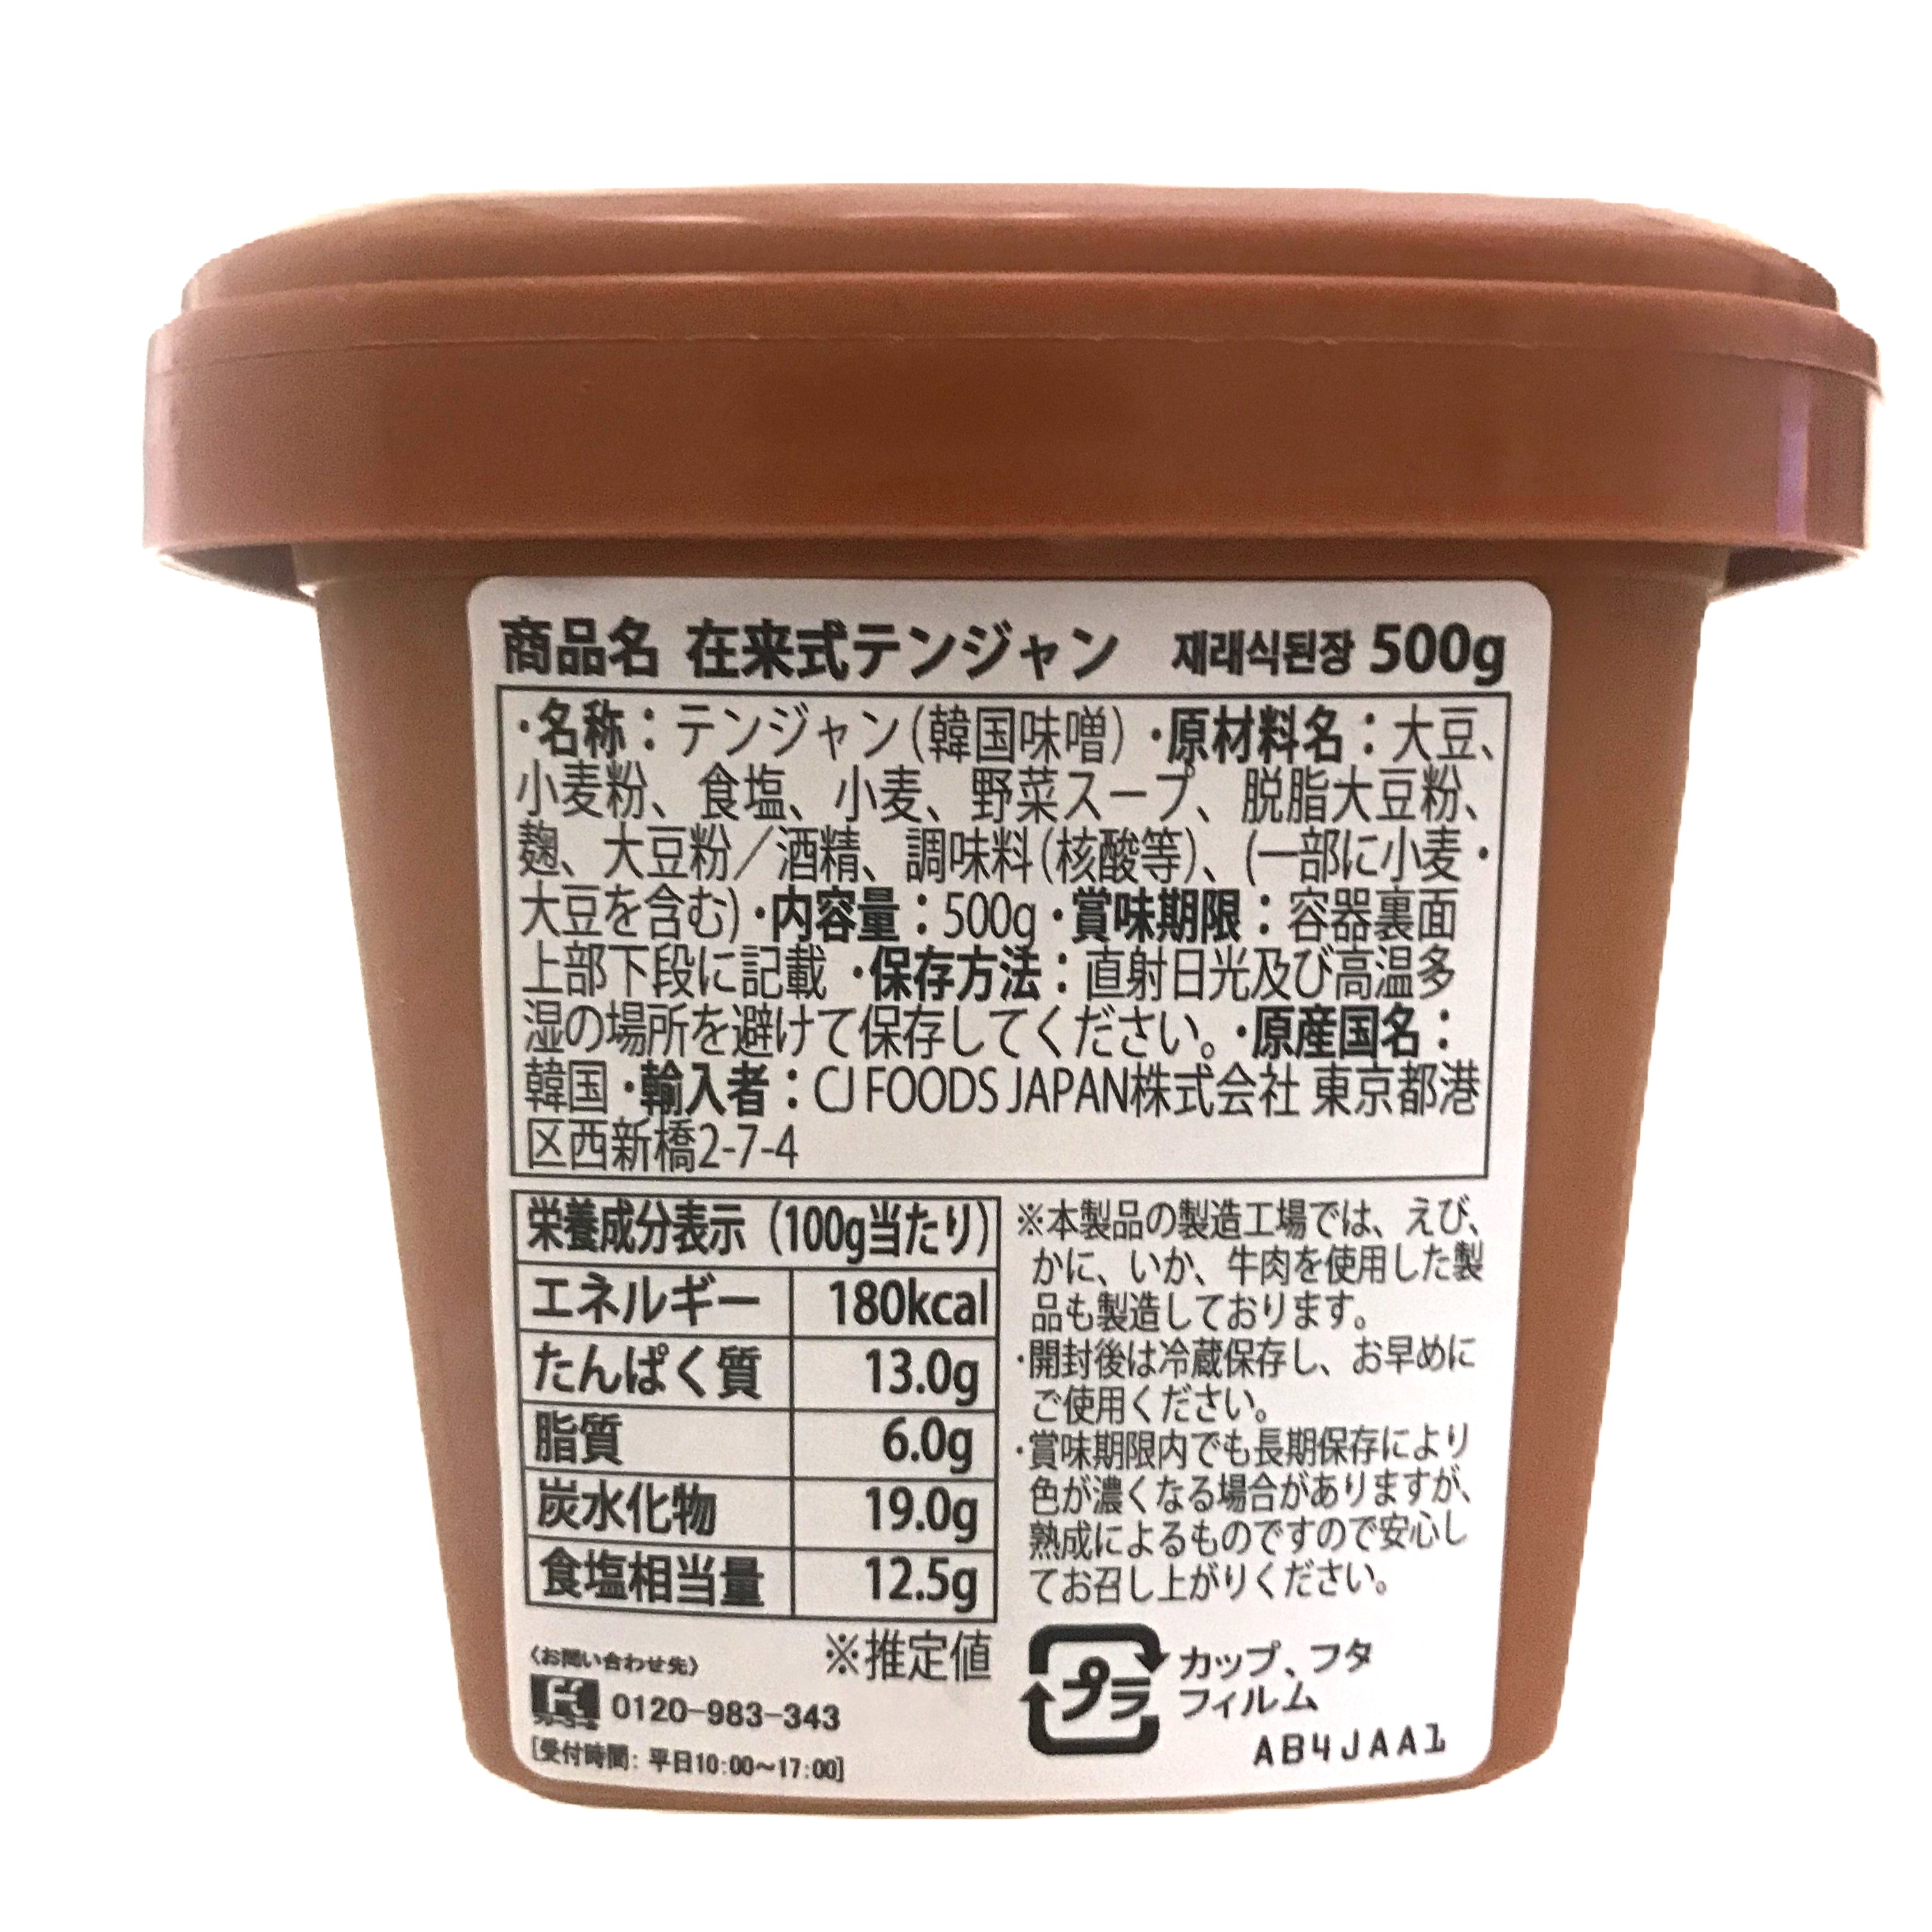 商品名 在来式テンジャン 재래식된장 500g
・名称：テンジャン(韓国味噌)・原材料名：大豆、
小麦粉、食塩、小麦、野菜スープ、脱脂大豆粉、
麹、大豆粉／酒精、調味料(核酸等)、(一部に小麦・
大豆を含む)・内容量：500g・賞味期限：容器裏面
上部下段に記載・保存方法：直射日光及び高温多
湿の場所を避けて保存してください。・原産国名：
韓国・輸入者：CJ FOODS JAPAN株式会社 東京都港
区西新橋2-7-4
栄養成分表示 (100g当たり)
エネルギー 180kcal
たんぱく質 13.0g
脂質 6.0g
炭水化物 19.0g
食塩相当量 12.5g
※推定値
〈お問い合わせ先〉
0120-983-343
[受付時間: 平日10:00〜17:00]
※本製品の製造工場では、えび、
かに、いか、牛肉を使用した製
品も製造しております。
・開封後は冷蔵保存し、お早めに
ご使用ください。
・賞味期限内でも長期保存により
色が濃くなる場合がありますが、
熟成によるものですので安心し
てお召し上がりください。
プラ カップ、フタ
フィルム
AB4JAA1